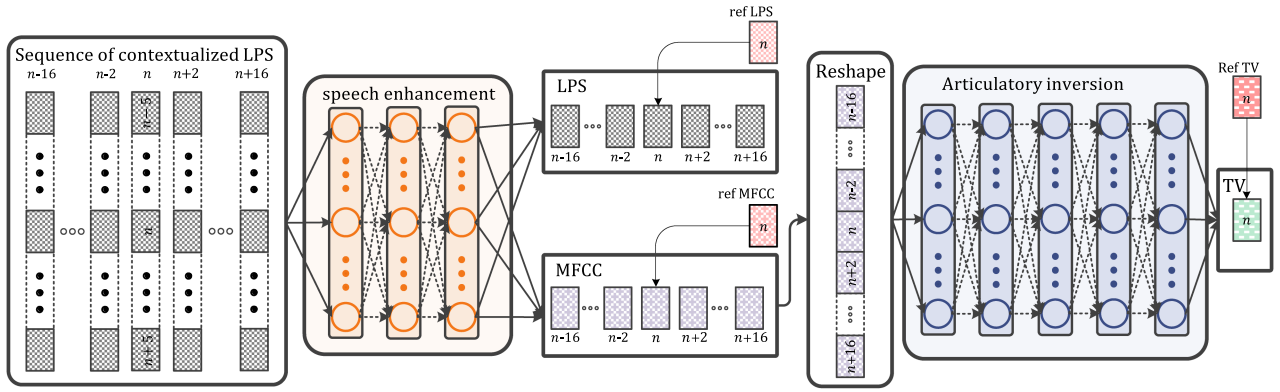 Sequence of contextualized LPS
n-16 n-2 n n+2 n+16
n—5
n
n+5
speech enhancement
ref LPS
n
LPS
n-16 n-2 n n+2 n+16
ref MFCC
n
MFCC
n-16 n-2 n n+2 n+16
Reshape
n-16
n-2
n
n+2
n+16
Articulatory inversion
Ref TV
n
TV
n